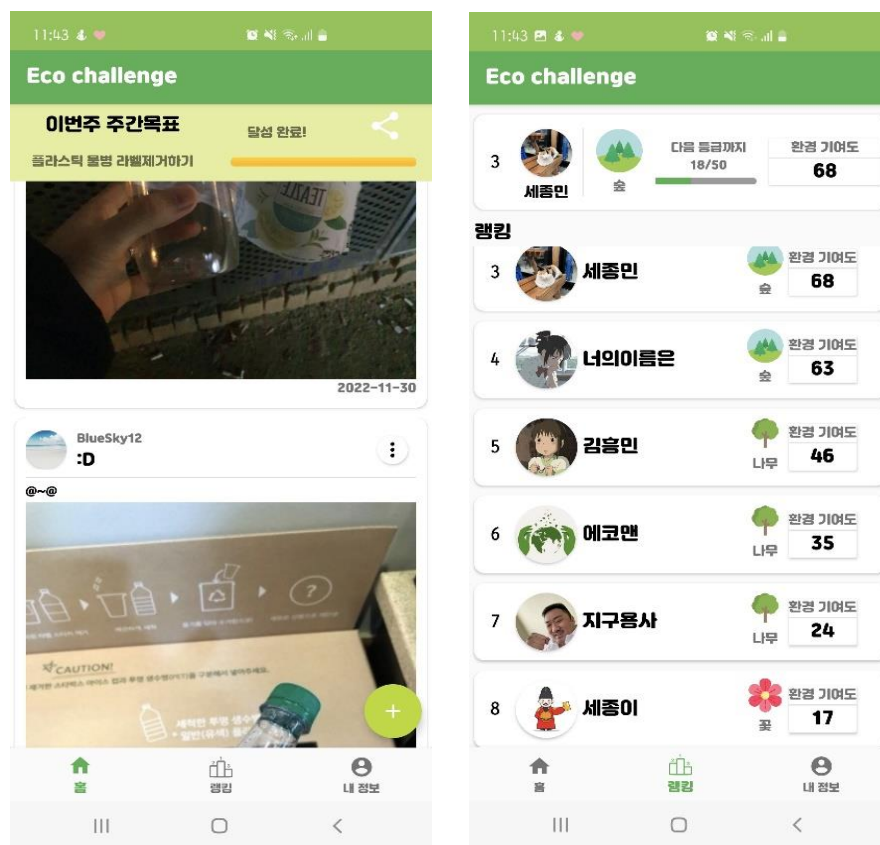 11:43
Eco challenge
이번주 주간목표
달성 완료!
플라스틱 물병 라벨제거하기
TEAZLE
2022-11-30
BlueSky12
:D
@~@
?
CAUTION!
+
홈
랭킹
내 정보
11:43
Eco challenge
3
세종민
숲
다음 등급까지
18/50
환경 기여도
68
랭킹
3
세종민
숲
환경 기여도
68
4
너의이름은
숲
환경 기여도
63
5
김흥민
나무
환경 기여도
46
6
에코맨
나무
환경 기여도
35
7
지구용사
나무
환경 기여도
24
8
세종이
꽃
환경 기여도
17
홈
랭킹
내 정보